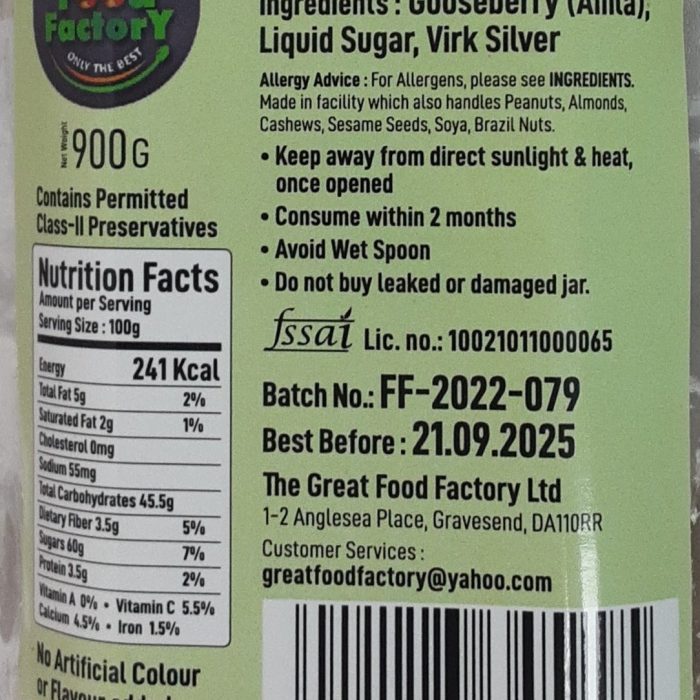 Food
Factory
ONLY THE BEST
Net Weight
900G
Contains Permitted
Class-II Preservatives
Nutrition Facts
Amount per Serving
Serving Size : 100g
Energy 241 Kcal
Total Fat 5g 2%
Saturated Fat 2g 1%
Cholesterol 0mg
Sodium 55mg
Total Carbohydrates 45.5g
Dietary Fiber 3.5g 5%
Sugars 60g 7%
Protein 3.5g 2%
Vitamin A 0% • Vitamin C 5.5%
Calcium 4.5% • Iron 1.5%
No Artificial Colour
or
Ingredients : Gooseberry (Amla),
Liquid Sugar, Virk Silver
Allergy Advice : For Allergens, please see INGREDIENTS.
Made in facility which also handles Peanuts, Almonds,
Cashews, Sesame Seeds, Soya, Brazil Nuts.
• Keep away from direct sunlight & heat,
once opened
• Consume within 2 months
• Avoid Wet Spoon
• Do not buy leaked or damaged jar.
fssai Lic. no.: 10021011000065
Batch No.: FF-2022-079
Best Before : 21.09.2025
The Great Food Factory Ltd
1-2 Anglesea Place, Gravesend, DA110RR
Customer Services :
greatfoodfactory@yahoo.com